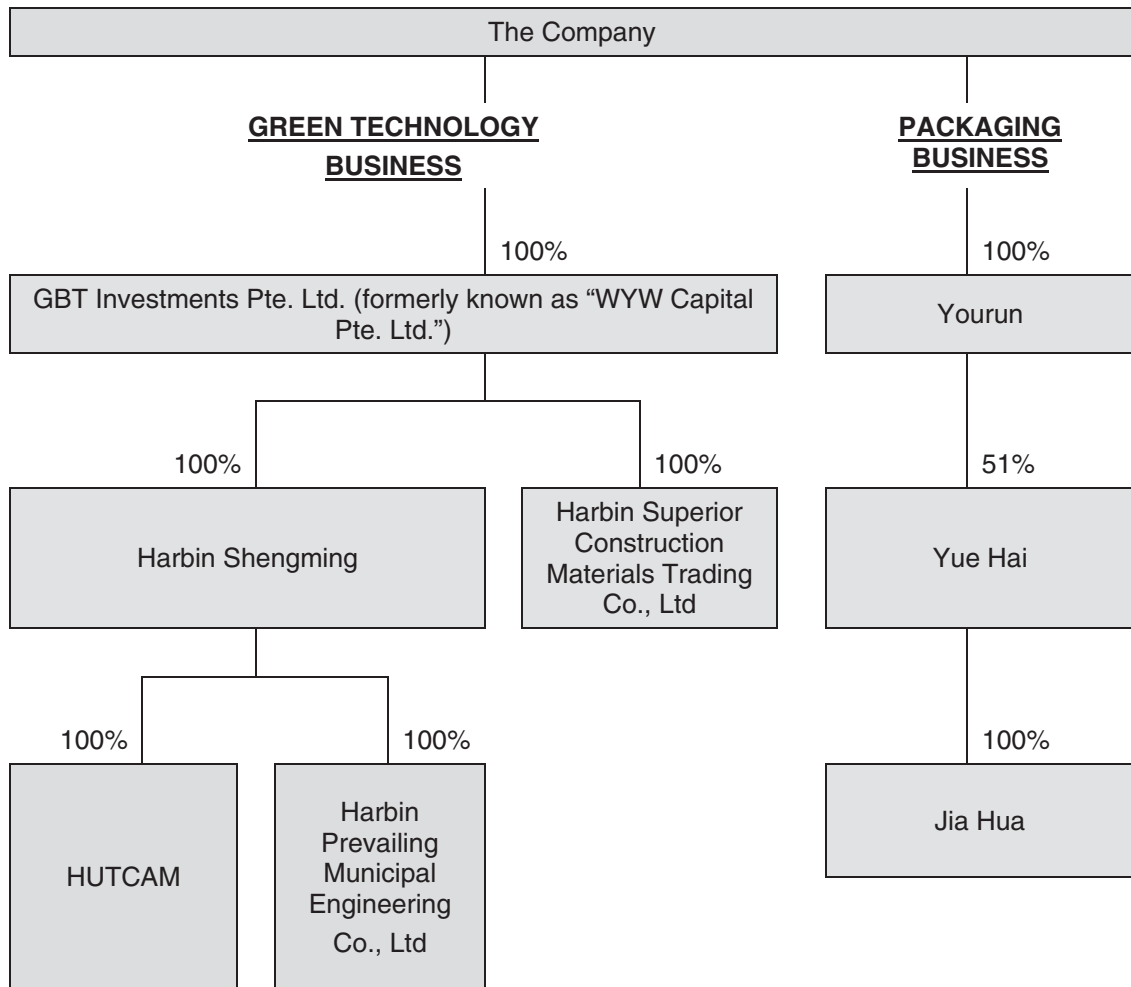 The Company
GREEN TECHNOLOGY
BUSINESS
PACKAGING
BUSINESS
100%
100%
GBT Investments Pte. Ltd. (formerly known as “WYW Capital
Pte. Ltd.”)
Yourun
100%
100%
51%
Harbin Shengming
Harbin Superior
Construction
Materials Trading
Co., Ltd
Yue Hai
100%
100%
100%
HUTCAM
Harbin
Prevailing
Municipal
Engineering
Co., Ltd
Jia Hua